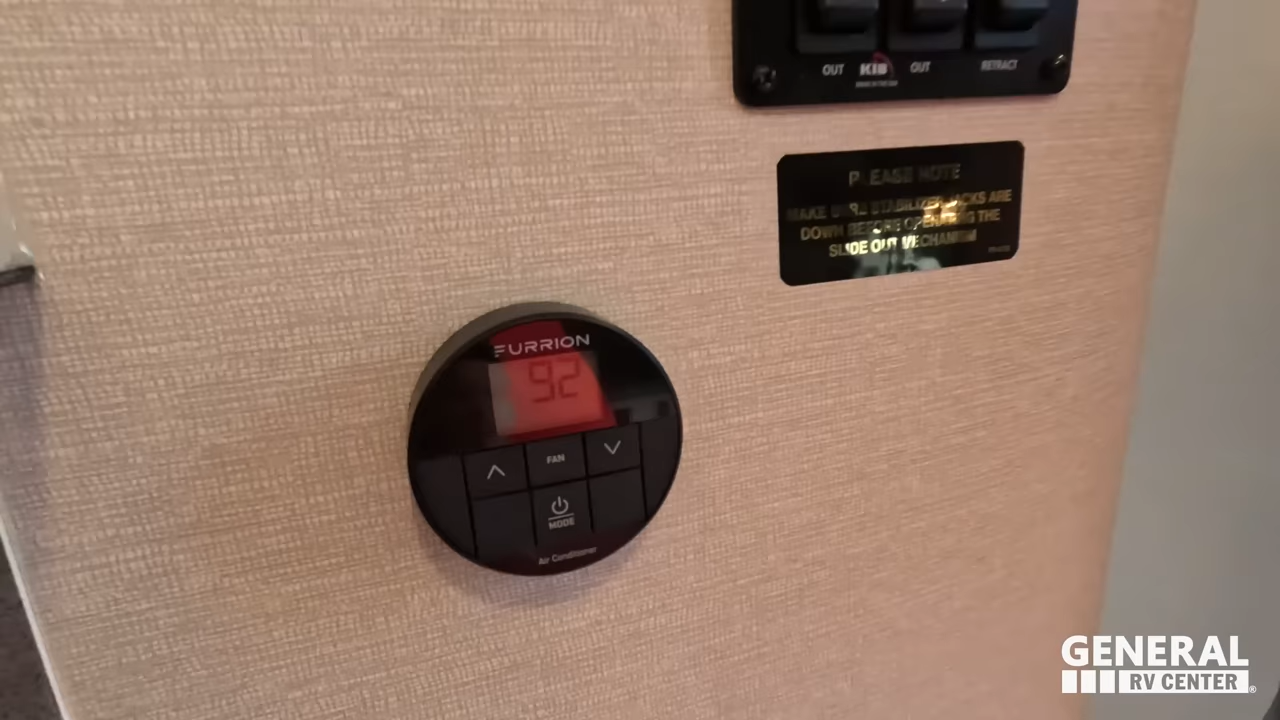 OUT KIB OUT RETRACT
PLEASE NOTE
MAKE SURE STABILIZER JACKS ARE
DOWN BEFORE OPERATING THE
SLIDE OUT MECHANISM
FURRION
92
FAN
MODE
Air Conditioner
GENERAL
RV CENTER®